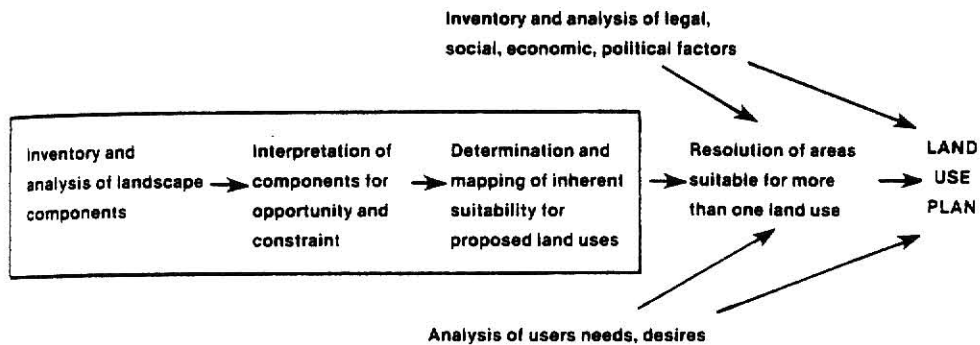 Inventory and analysis of legal,
social, economic, political factors
Inventory and
analysis of landscape
components
Interpretation of
components for
opportunity and
constraint
Determination and
mapping of inherent
suitability for
proposed land uses
Resolution of areas
suitable for more
than one land use
LAND
USE
PLAN
Analysis of users needs, desires